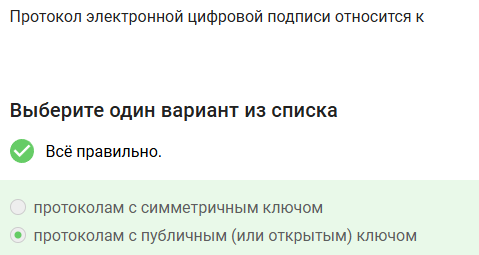 Протокол электронной цифровой подписи относится к
Выберите один вариант из списка
Всё правильно.
протоколам с симметричным ключом
протоколам с публичным (или открытым) ключом